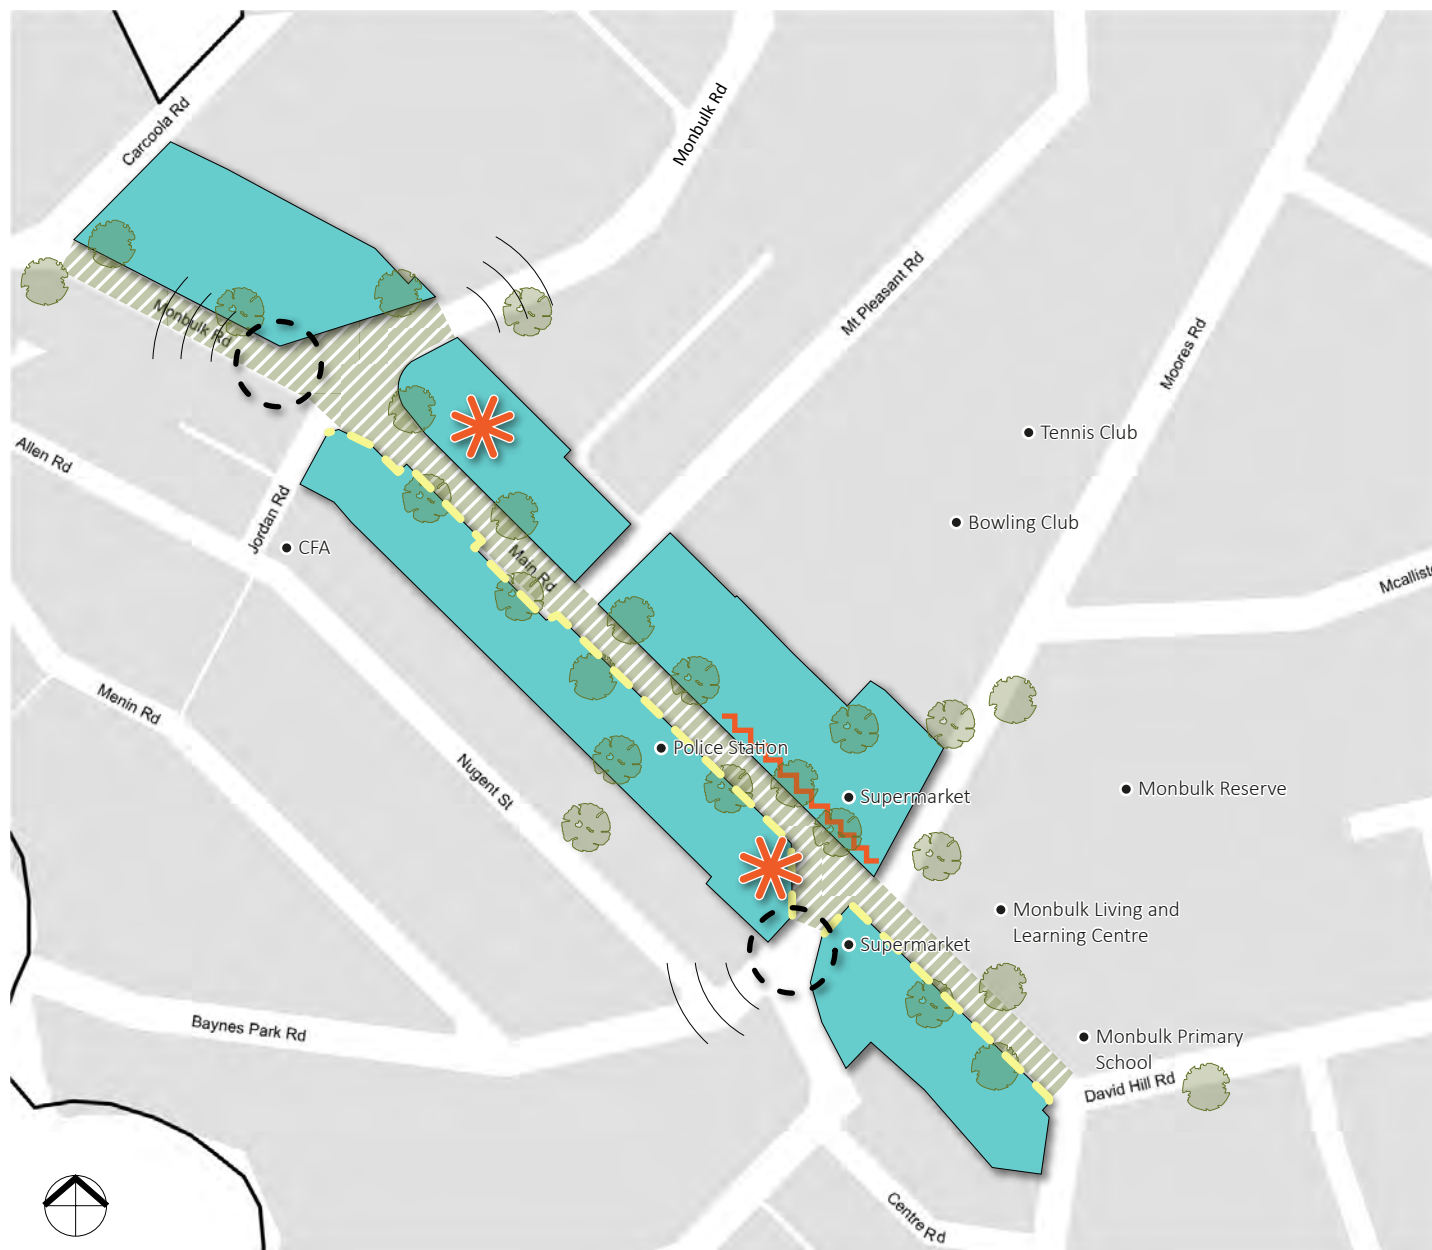 Carcoola Rd
Monbulk Rd
Monbulk Rd
Mt Pleasant Rd
Moores Rd
Allen Rd
Jordan Rd
CFA
Main Rd
Tennis Club
Bowling Club
Mcalliste
Menin Rd
Nugent St
Police Station
Supermarket
Monbulk Reserve
Monbulk Living and
Learning Centre
Supermarket
Baynes Park Rd
Monbulk Primary
School
David Hill Rd
Centre Rd